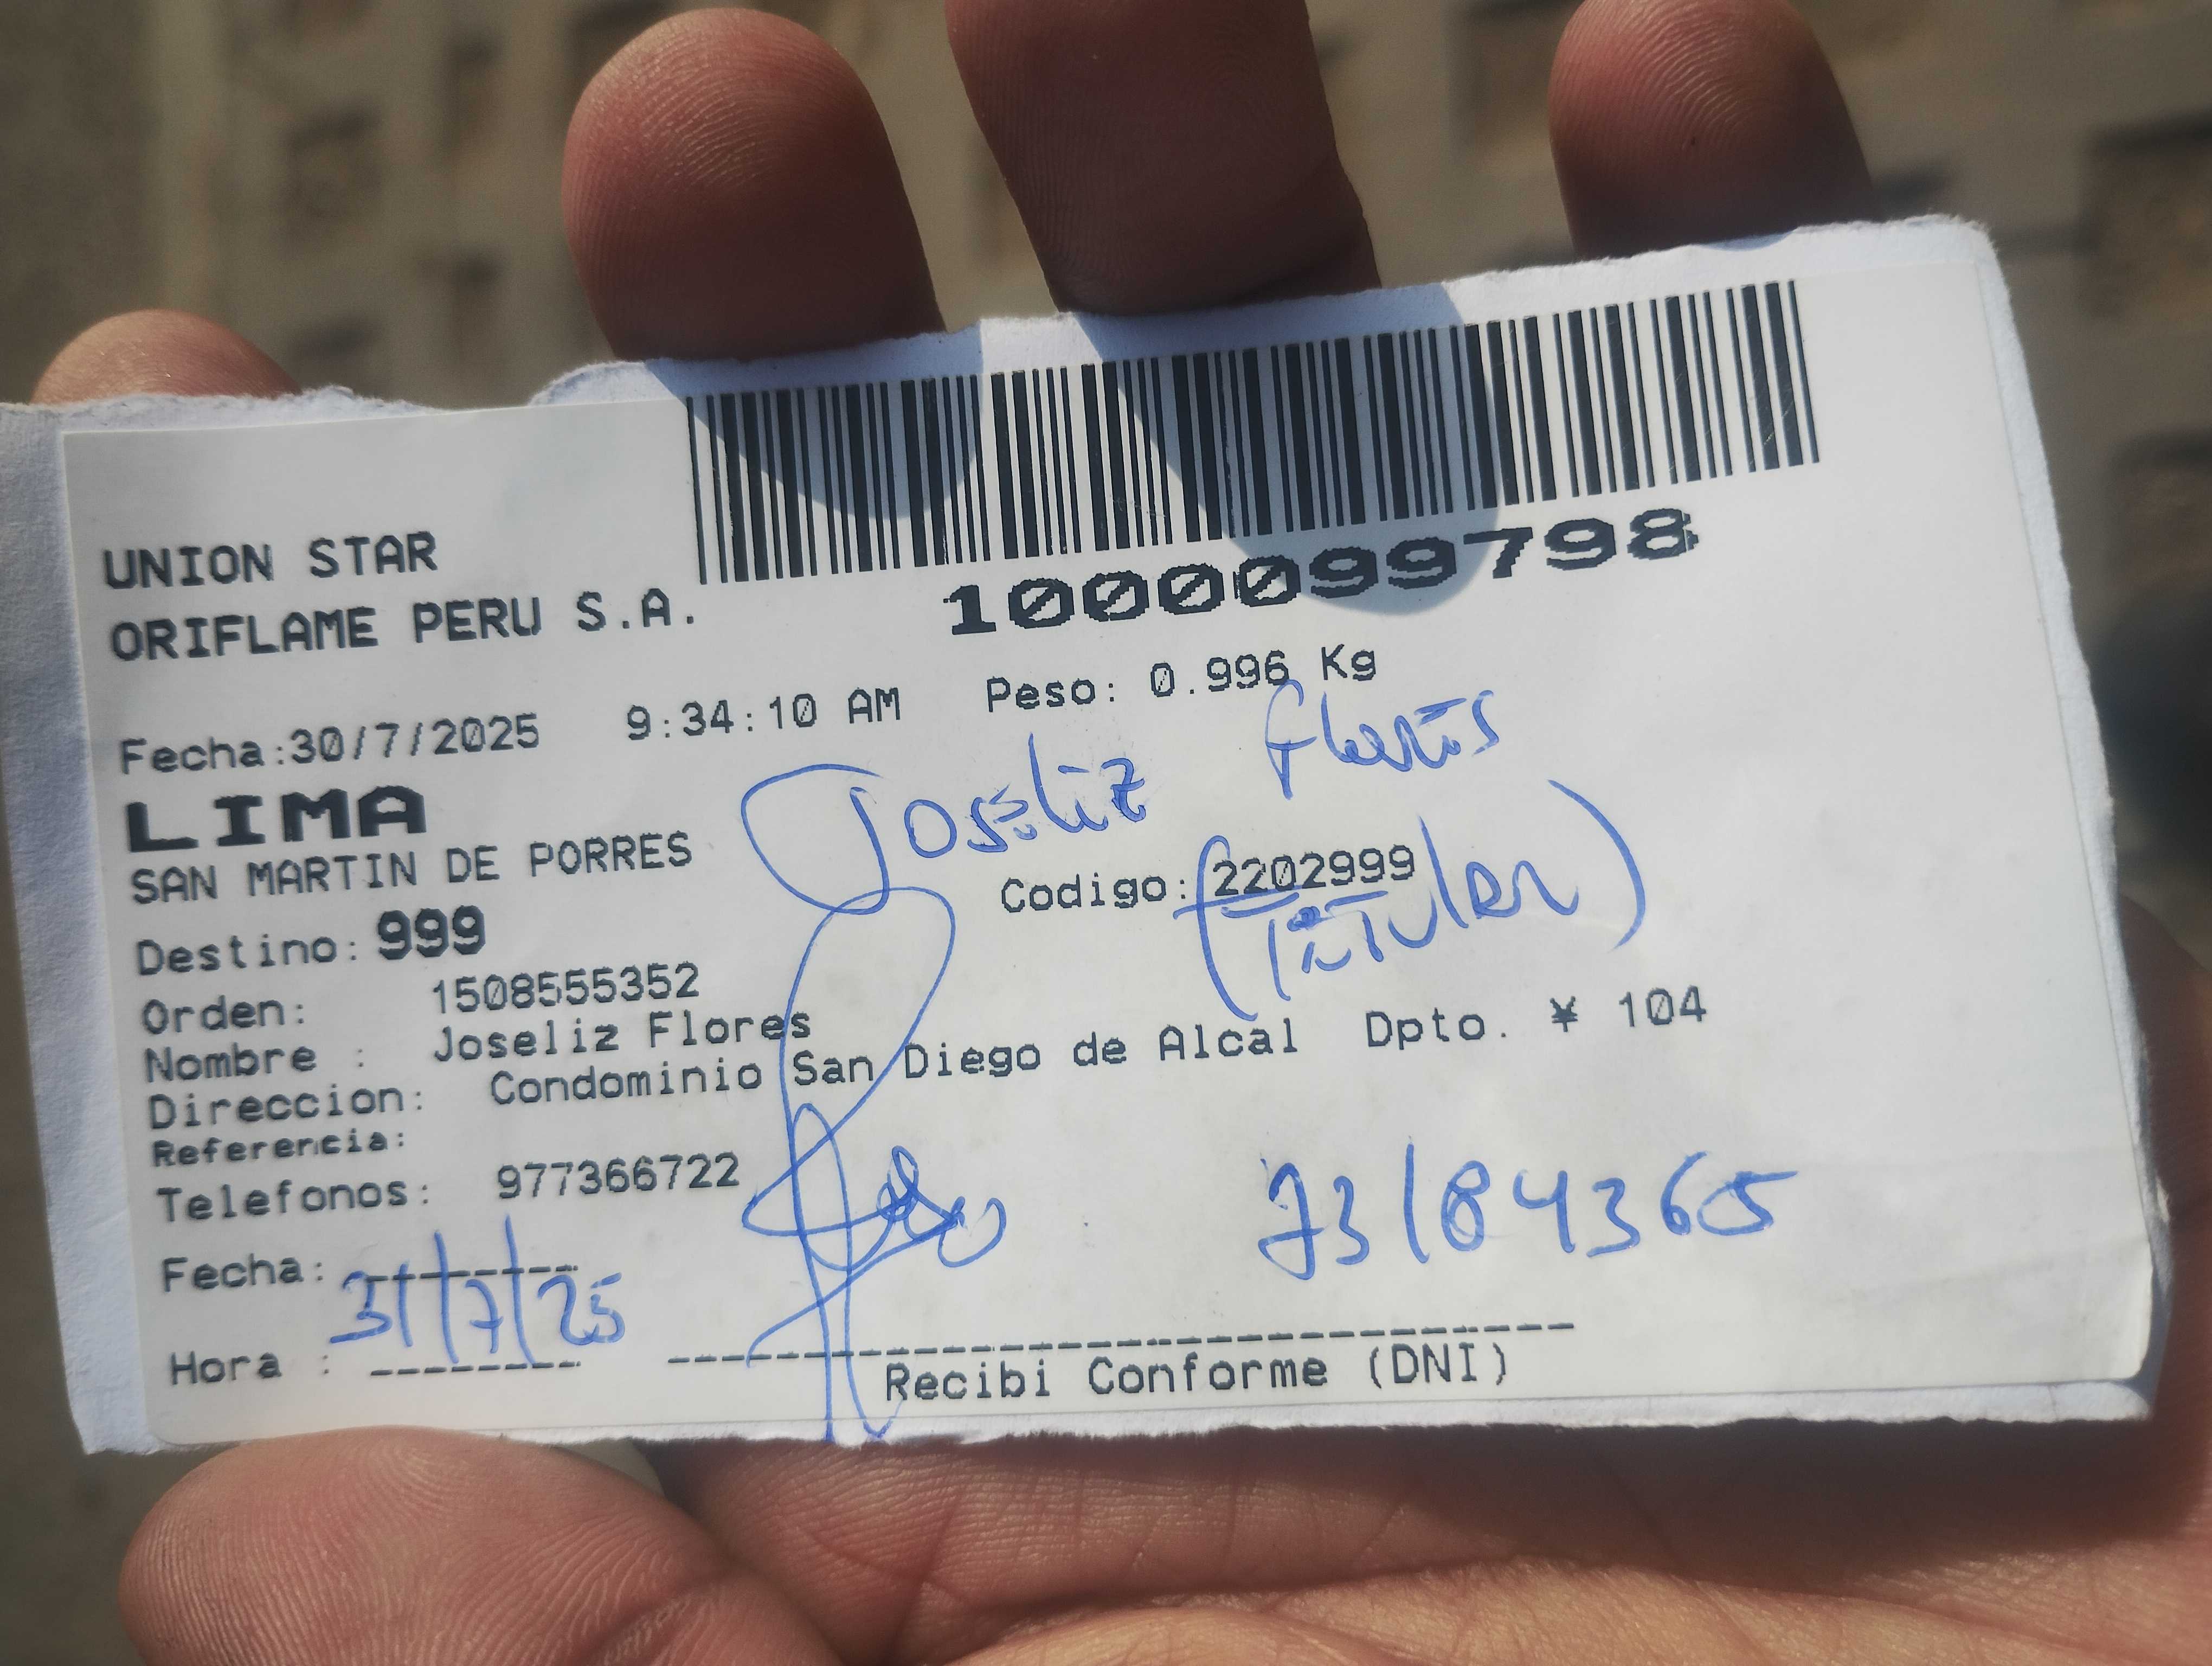 UNION STAR
ORIFLAME PERU S.A.
1000099798
Fecha:30/7/2025 9:34:10 AM Peso: 0.996 Kg
LIMA
Joseliz Flores
SAN MARTIN DE PORRES
Codigo: 2202999
(Titular)
Destino: 999
Orden: 1508555352
Nombre : Joseliz Flores
Direccion: Condominio San Diego de Alcal Dpto. ¥ 104
Referencia:
Telefonos: 977366722
73184365
Fecha: 31/7/25
Hora :
Recibi Conforme (DNI)